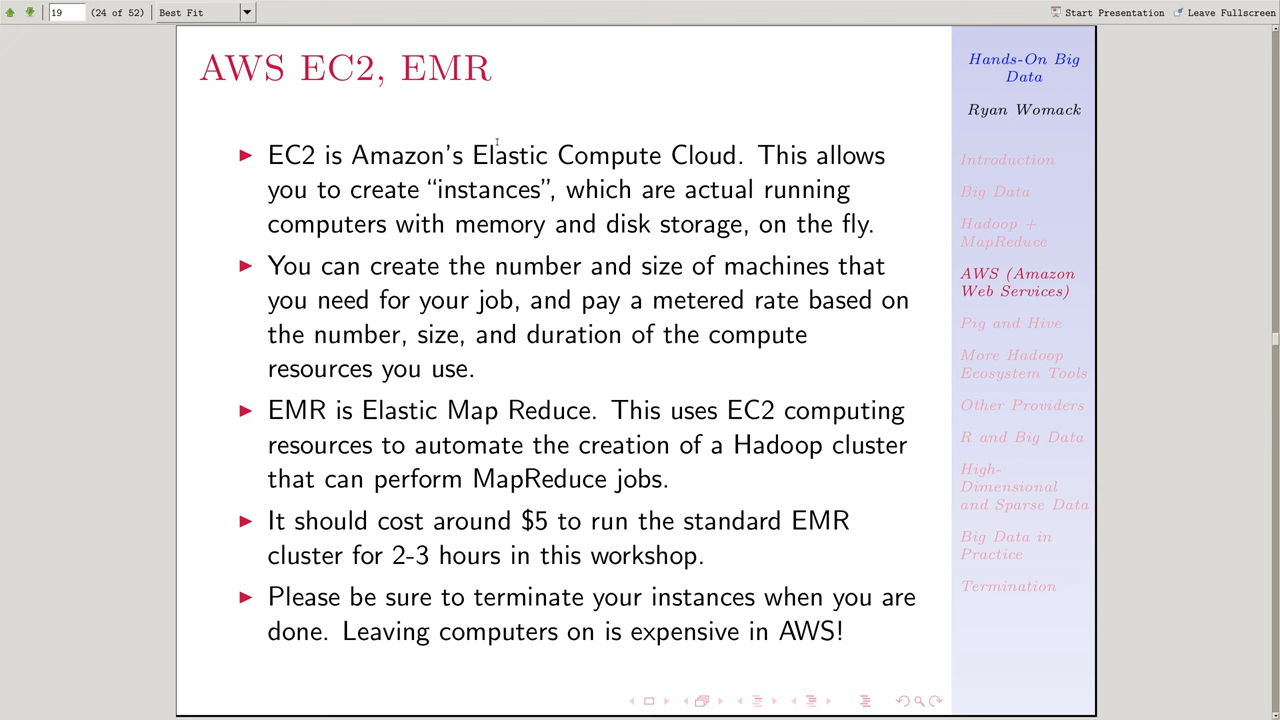 19 (24 of 52) Best Fit Start Presentation Leave Fullscreen
AWS EC2, EMR
EC2 is Amazon's Elastic Compute Cloud. This allows
you to create “instances”, which are actual running
computers with memory and disk storage, on the fly.
You can create the number and size of machines that
you need for your job, and pay a metered rate based on
the number, size, and duration of the compute
resources you use.
EMR is Elastic Map Reduce. This uses EC2 computing
resources to automate the creation of a Hadoop cluster
that can perform MapReduce jobs.
It should cost around $5 to run the standard EMR
cluster for 2-3 hours in this workshop.
Please be sure to terminate your instances when you are
done. Leaving computers on is expensive in AWS!
Hands-On Big
Data
Ryan Womack
Introduction
Big Data
Hadoop +
MapReduce
AWS (Amazon
Web Services)
Pig and Hive
More Hadoop
Ecosystem Tools
Other Providers
R and Big Data
High-
Dimensional
and Sparse Data
Big Data in
Practice
Termination